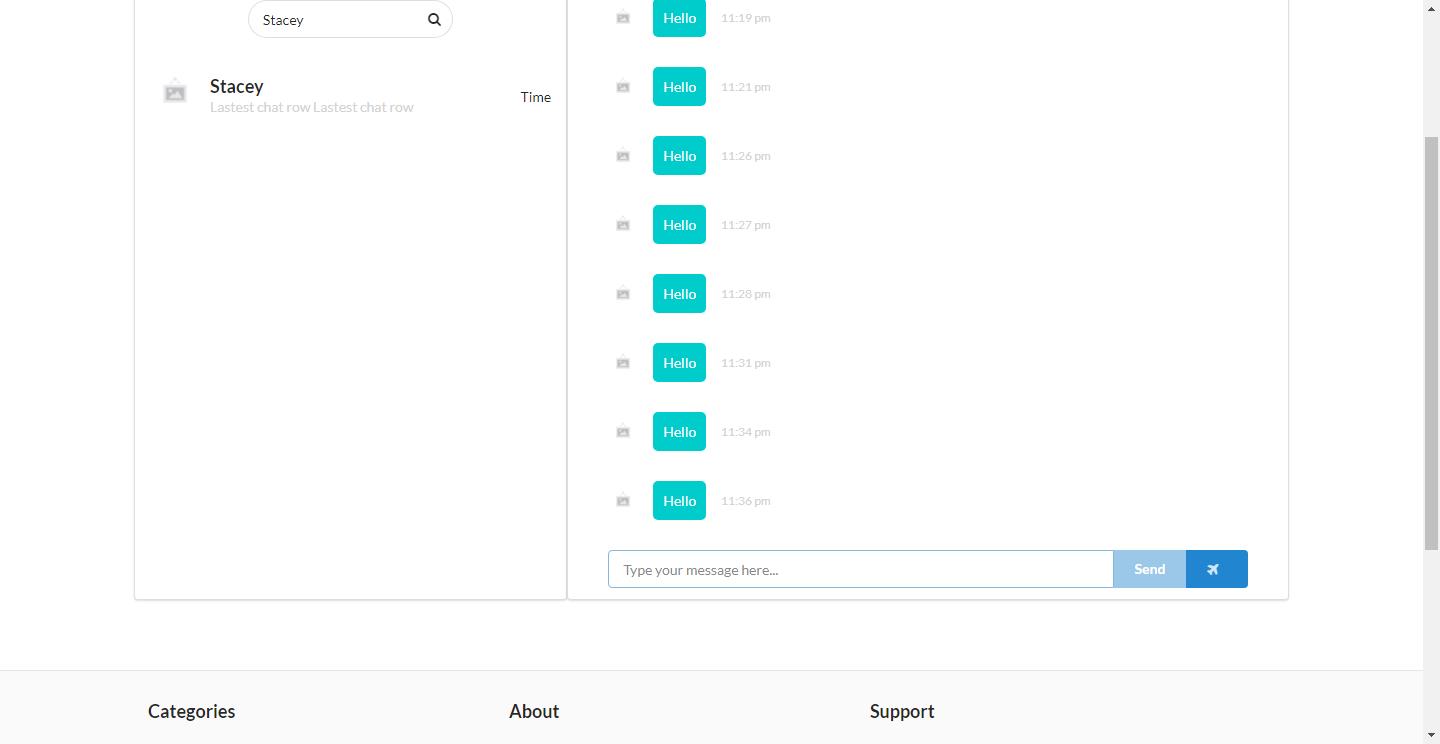 Stacey
Stacey
Lastest chat row Lastest chat row
Time
Hello 11:19 pm
Hello 11:21 pm
Hello 11:26 pm
Hello 11:27 pm
Hello 11:28 pm
Hello 11:31 pm
Hello 11:34 pm
Hello 11:36 pm
Type your message here... Send
Categories About Support